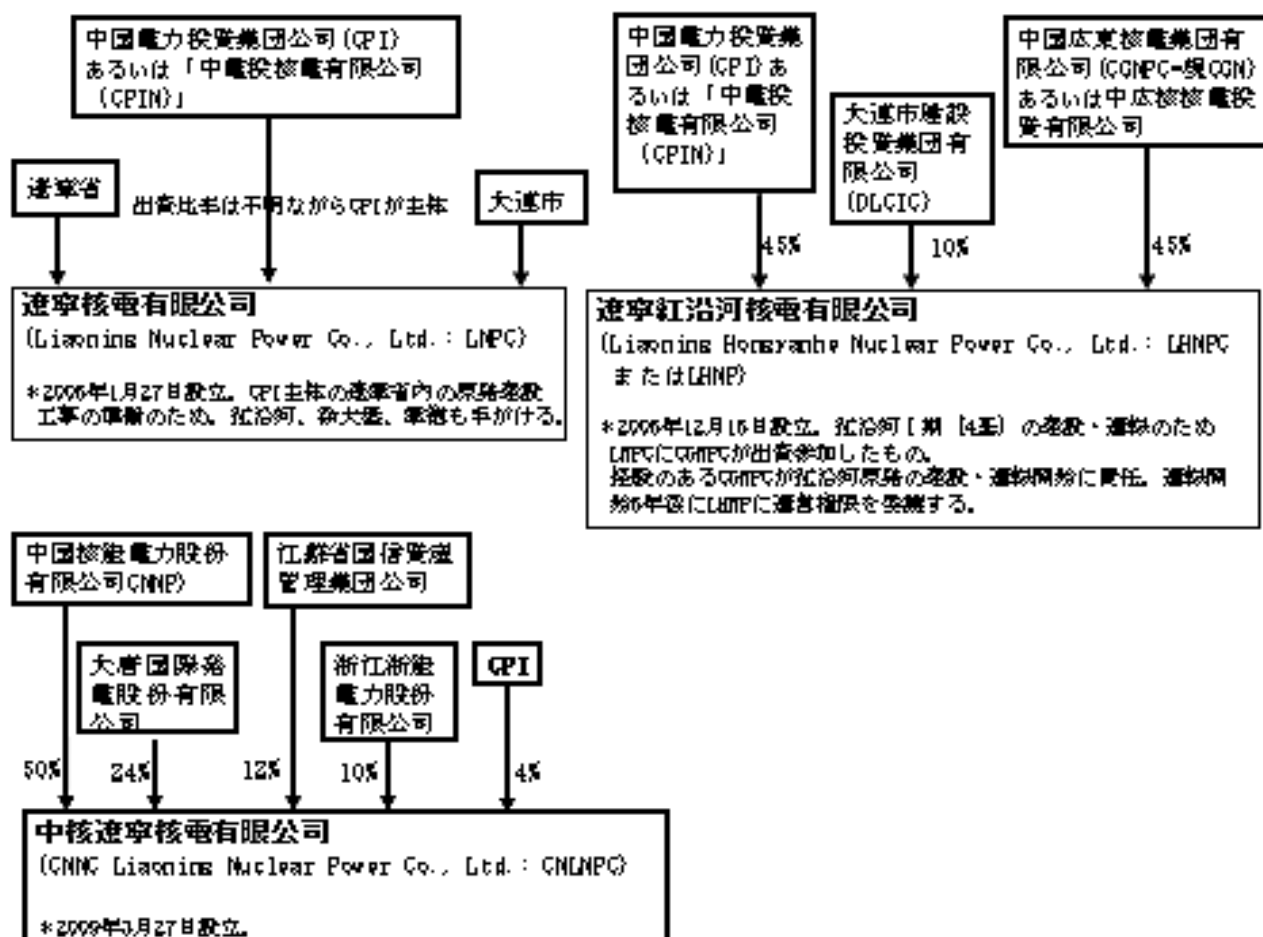 中国電力投資集団公司(CPI)
あるいは「中電投核電有限公司
(CPIN)」
遼寧省
出資比率は不明ながらCPIが主体
大連市
遼寧核電有限公司
(Liaoning Nuclear Power Co., Ltd.: LNPC)
*2006年1月27日設立。CPI主体の遼寧省内の原発建設
工事の準備のため。紅沿河、徐大堡、も手がける。
中国電力投資集
団公司(CPI)あ
るいは「中電投
核電有限公司
(CPIN)」
大連市建設
投資集団有
限公司
(DLCIC)
中国広東核電集団有
限公司(CGNPC=現CGN)
あるいは中広核核電投
資有限公司
45%
10%
45%
遼寧紅沿河核電有限公司
(Liaoning Hongyanhe Nuclear Power Co., Ltd.: LHNPC
またはLHNP)
*2006年12月16日設立。紅沿河Ⅰ期(4基)の建設・運転のため
LNPCにCGNPCが出資参加したもの。
経験のあるCGNPCが紅沿河原発の建設・運転開始に責任。運転開
始5年後にLHNPに運営権限を委譲する。
中国核能電力股份
有限公司CNNP)
江蘇省国信資産
管理集団公司
大唐国際発
電股份有限
公司
浙江浙能
電力股份
有限公司
CPI
50%
24%
12%
10%
4%
中核遼寧核電有限公司
(CNNC Liaoning Nuclear Power Co., Ltd.: CNLNPC)
*2009年3月27日設立。